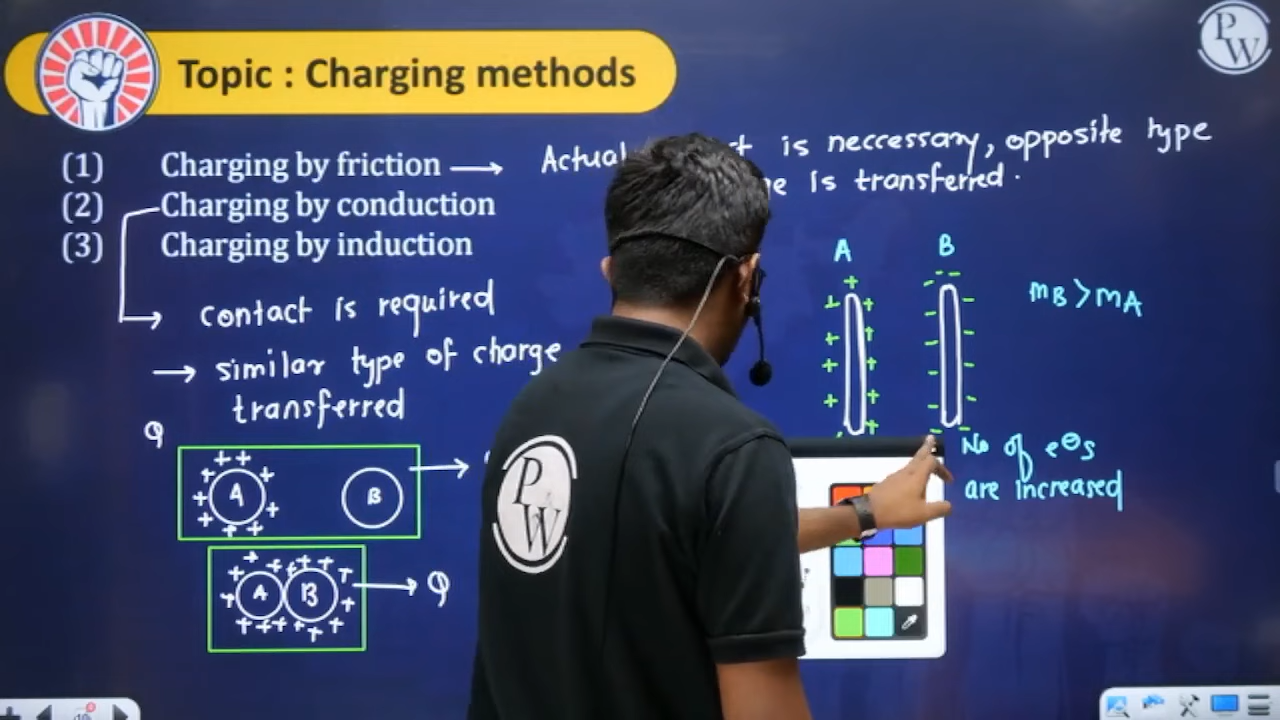 Topic : Charging methods
PW
(1) Charging by friction → Actual is neccessary, opposite type
is transferred.
(2) Charging by conduction
(3) Charging by induction
→ contact is required
→ similar type of charge
transferred
Q
A B
A B → Q
A B
mB > mA
No of e⊖s
are increased
PW